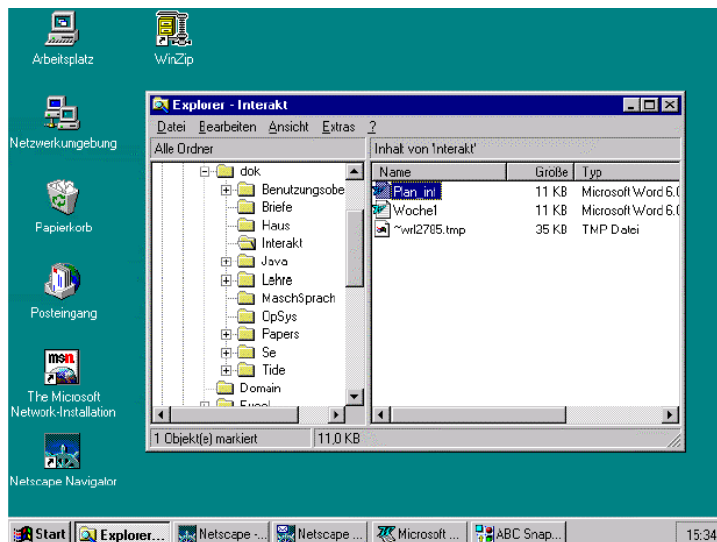 Arbeitsplatz
WinZip
Netzwerkumgebung
Papierkorb
Posteingang
msn
The Microsoft
Network-Installation
Netscape Navigator
Explorer - Interakt
Datei Bearbeiten Ansicht Extras ?
Alle Ordner
Inhalt von 'Interakt'
dok
Benutzungsobe
Briefe
Haus
Interakt
Java
Lehre
MaschSprach
OpSys
Papers
Se
Tide
Domain
Name Größe Typ
Plan_int 11 KB Microsoft Word 6.0
Woche1 11 KB Microsoft Word 6.0
~wrl2785.tmp 35 KB TMP Datei
1 Objekt(e) markiert 11,0 KB
Start Explorer... Netscape -... Netscape ... Microsoft ... ABC Snap... 15:34